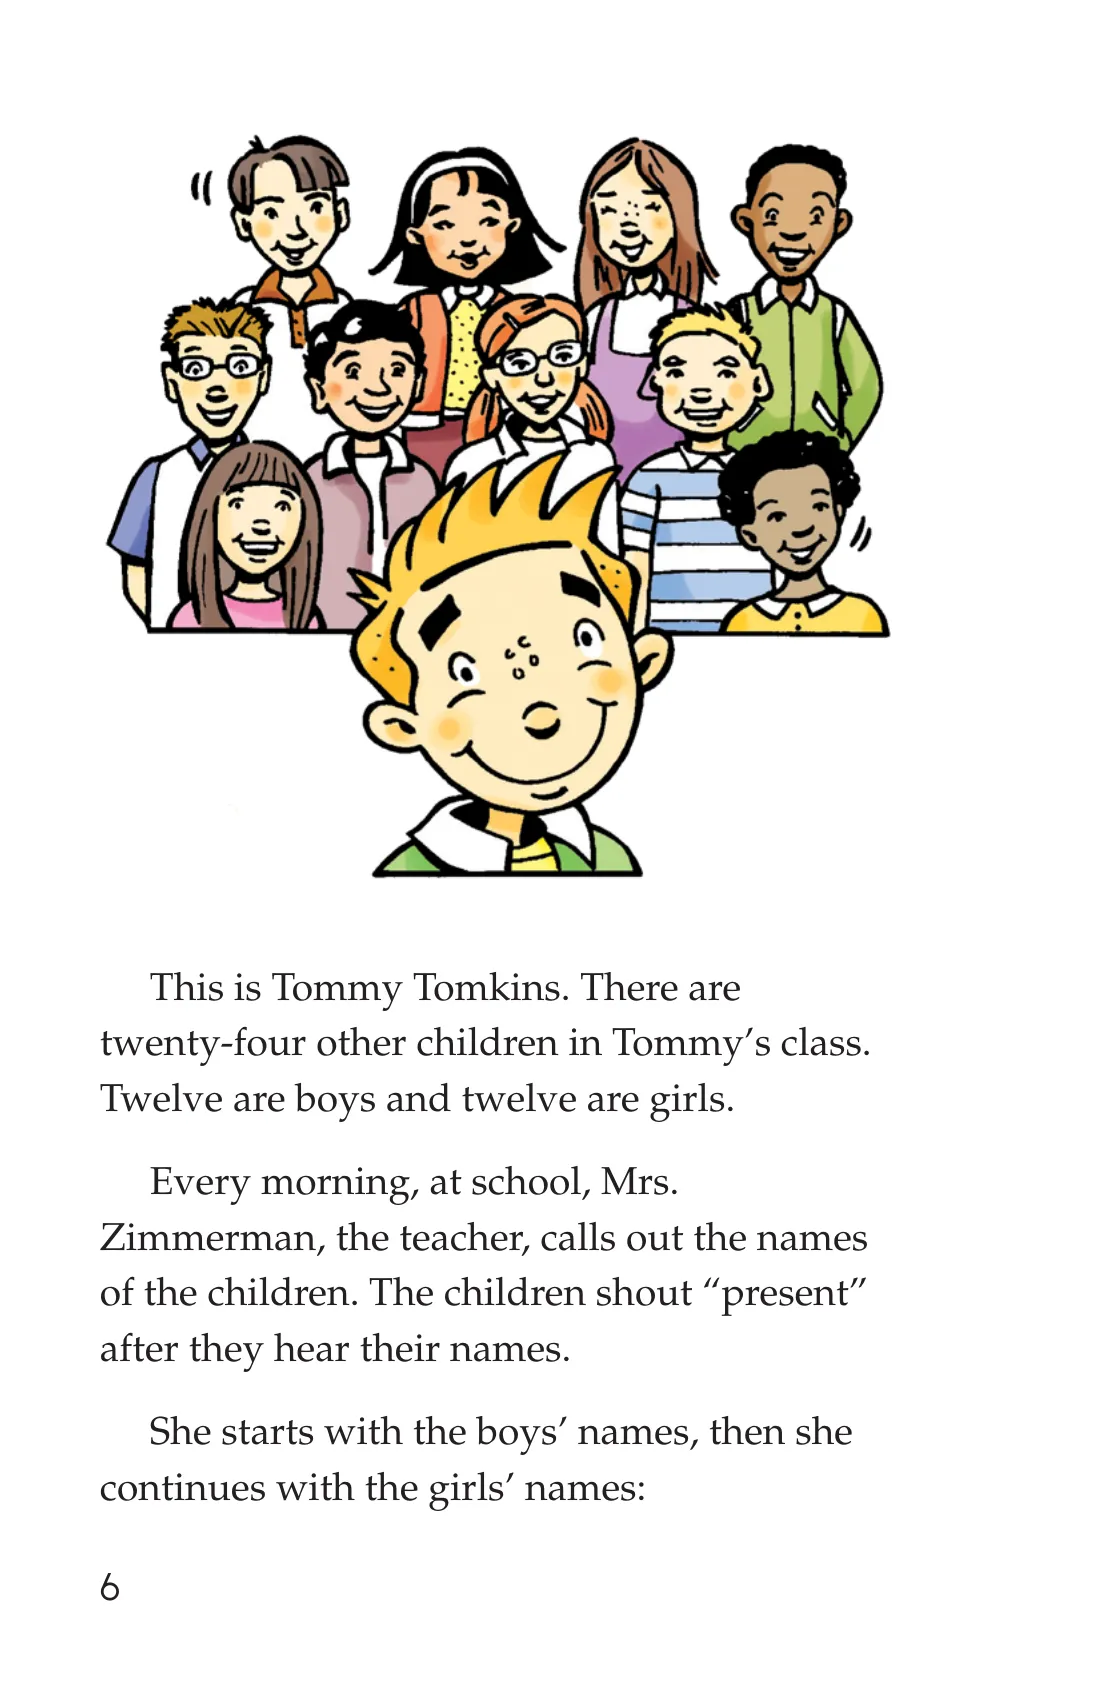 This is Tommy Tomkins. There are
twenty-four other children in Tommy’s class.
Twelve are boys and twelve are girls.
Every morning, at school, Mrs.
Zimmerman, the teacher, calls out the names
of the children. The children shout “present”
after they hear their names.
She starts with the boys’ names, then she
continues with the girls’ names:
6